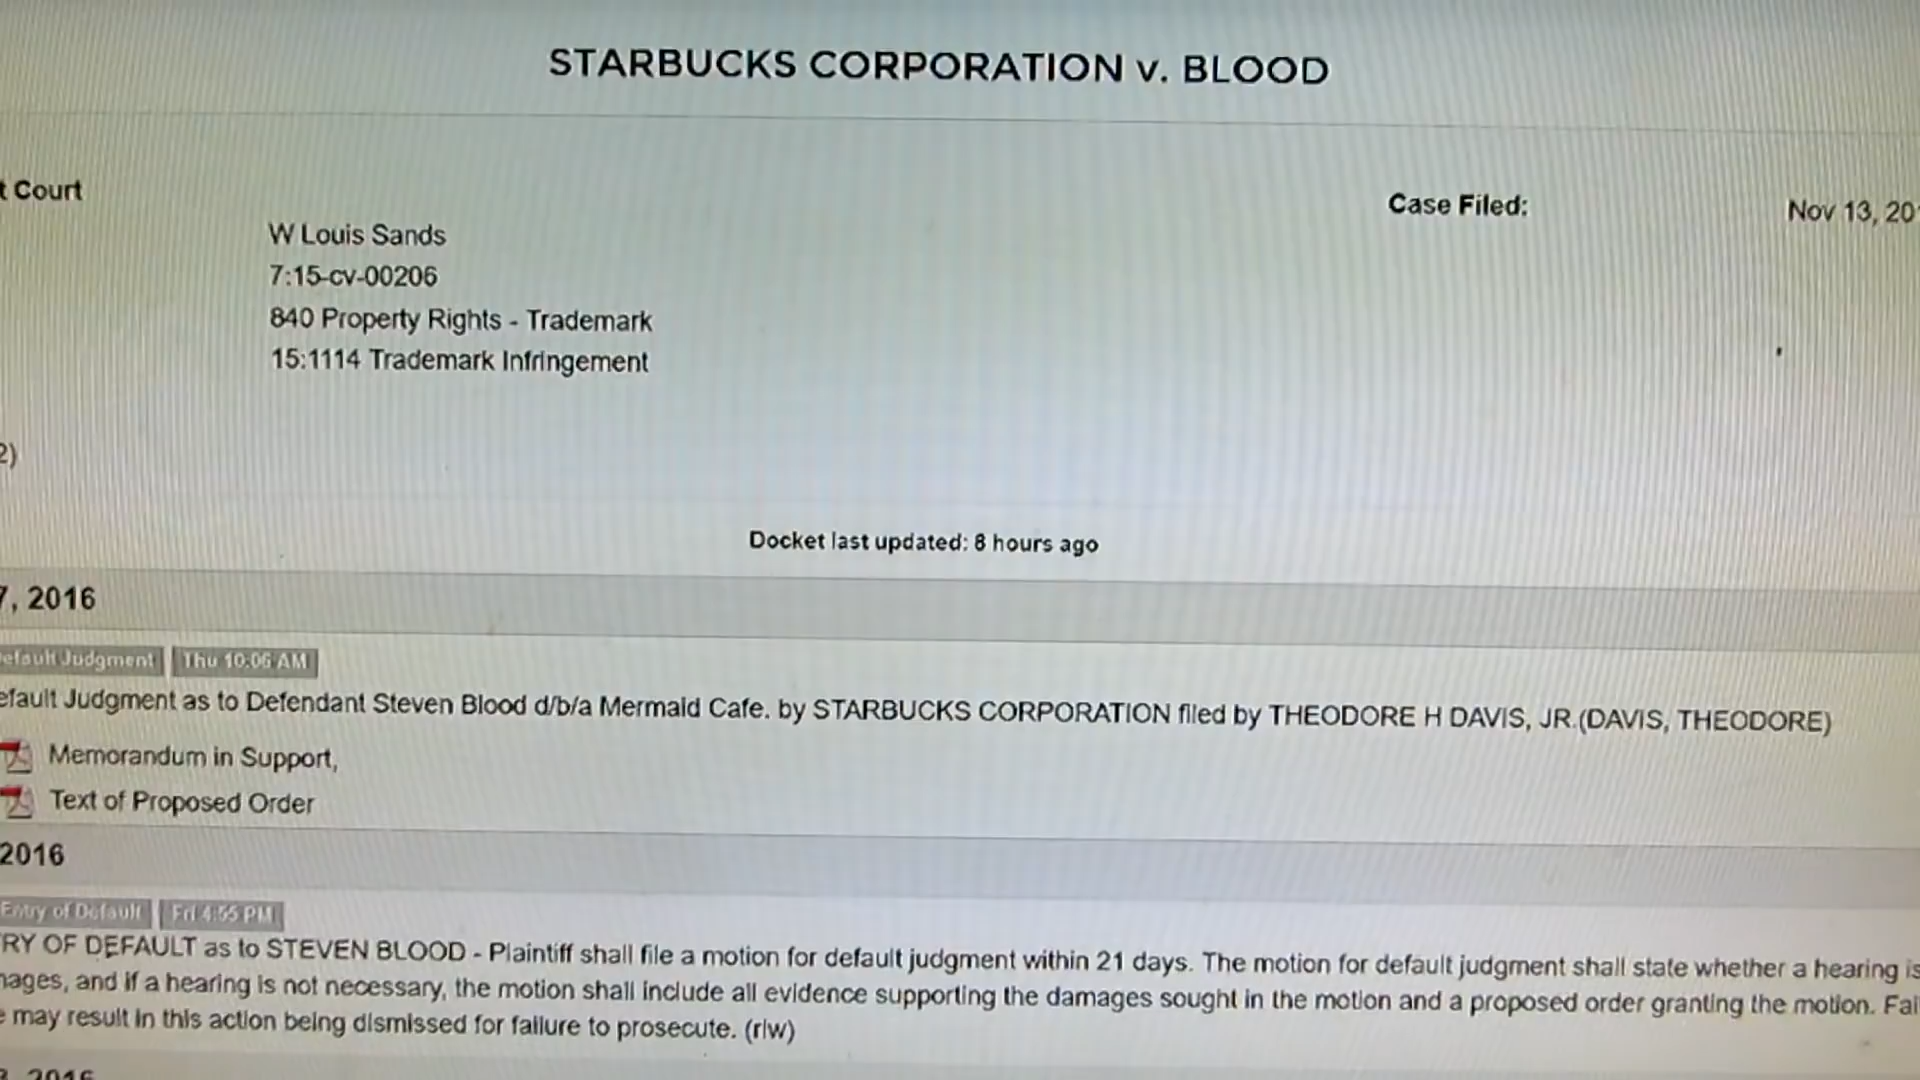 STARBUCKS CORPORATION v. BLOOD
t Court
Case Filed:
Nov 13, 20
W Louis Sands
7:15-cv-00206
840 Property Rights - Trademark
15:1114 Trademark Infringement
2)
Docket last updated: 8 hours ago
7, 2016
efault Judgment Thu 10:06 AM
efault Judgment as to Defendant Steven Blood d/b/a Mermaid Cafe. by STARBUCKS CORPORATION filed by THEODORE H DAVIS, JR.(DAVIS, THEODORE)
Memorandum in Support,
Text of Proposed Order
2016
Entry of Default Fri 4:55 PM
RY OF DEFAULT as to STEVEN BLOOD - Plaintiff shall file a motion for default judgment within 21 days. The motion for default judgment shall state whether a hearing is
mages, and if a hearing is not necessary, the motion shall include all evidence supporting the damages sought in the motion and a proposed order granting the motion. Fai
e may result in this action being dismissed for failure to prosecute. (rlw)
2016